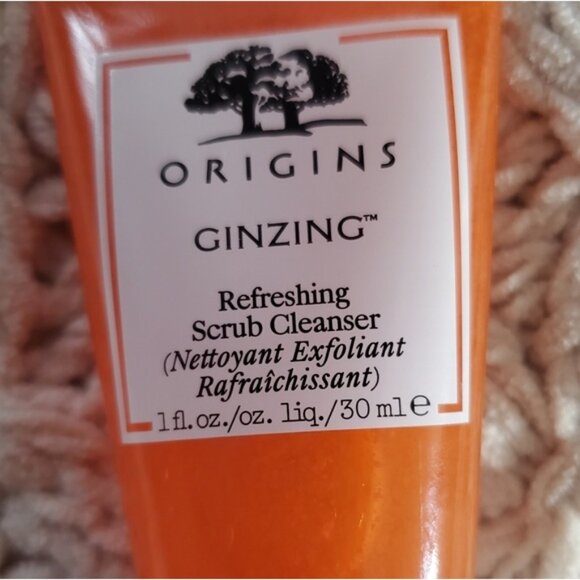 ORIGINS
GINZING™
Refreshing
Scrub Cleanser
(Nettoyant Exfoliant
Rafraîchissant)
1 fl.oz./oz. liq./30 ml ℮